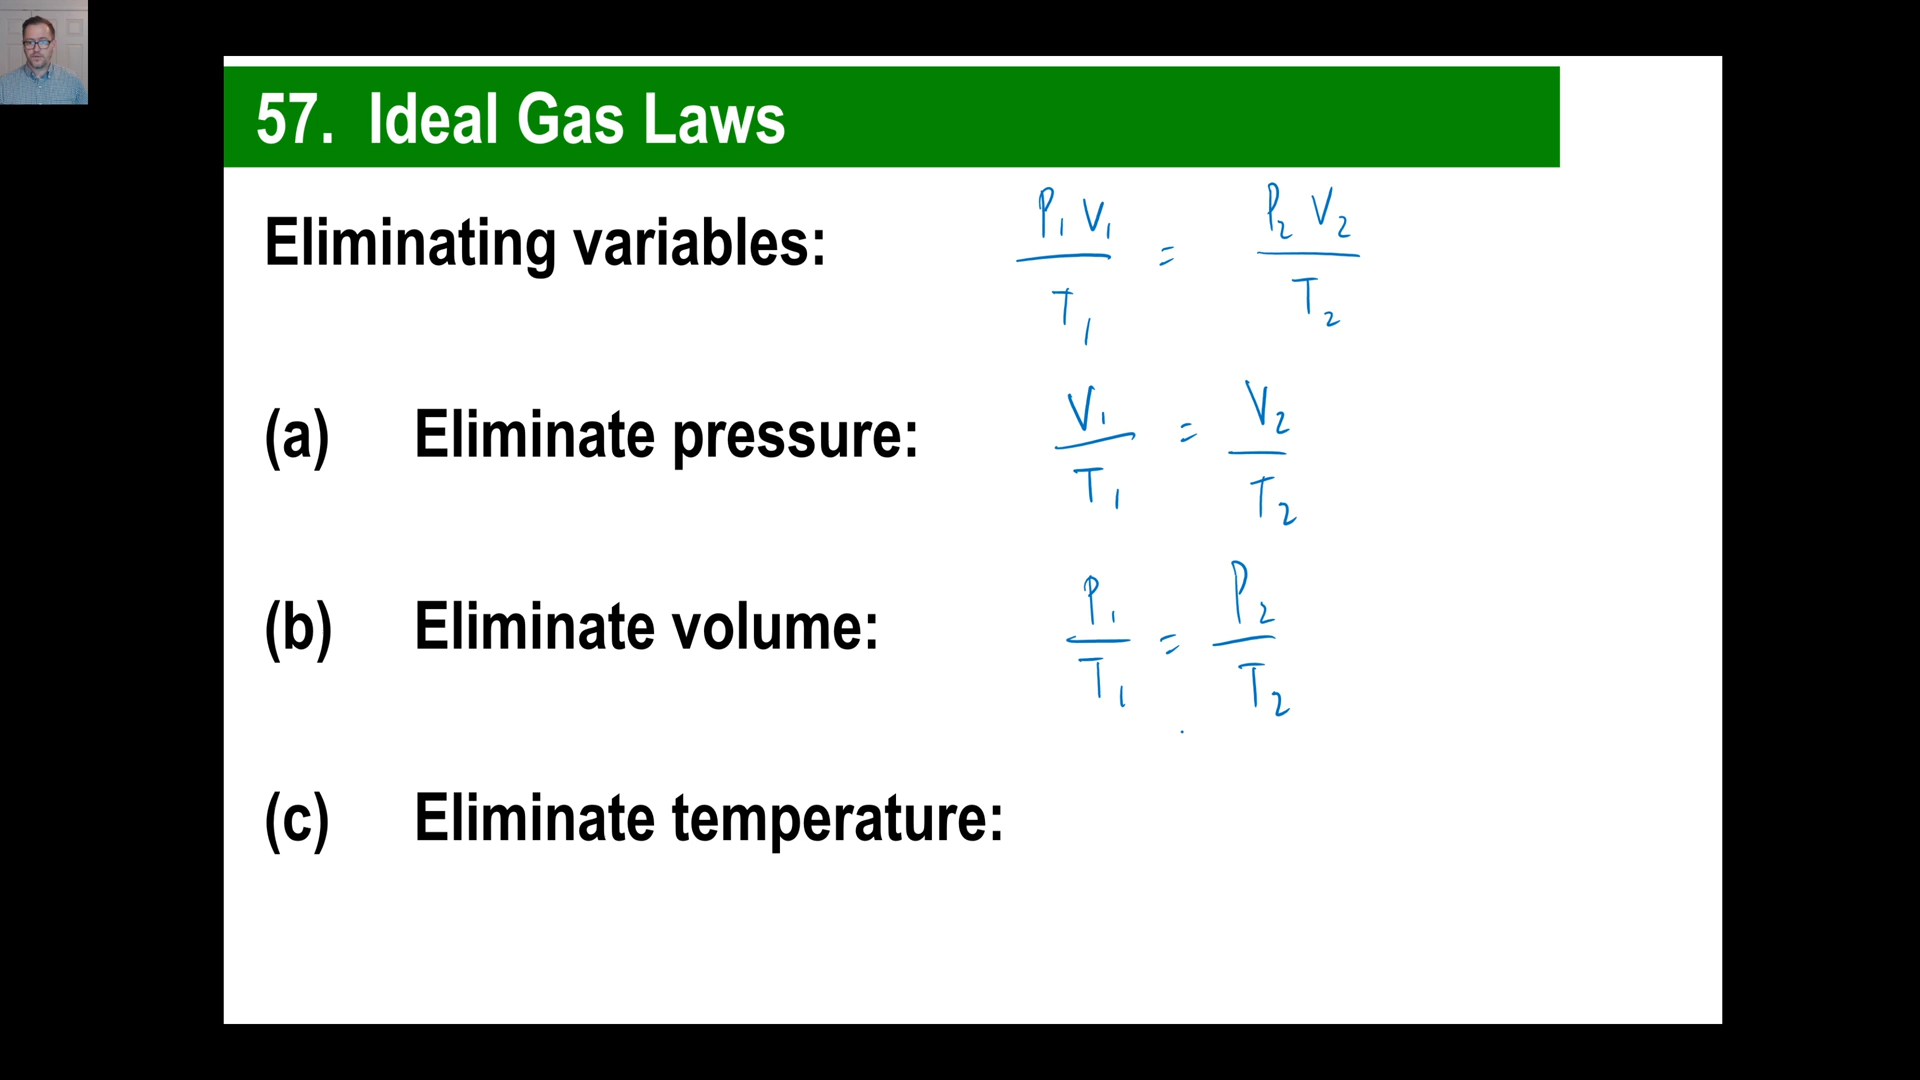 57. Ideal Gas Laws
Eliminating variables:
P₁ V₁ / T₁ = P₂ V₂ / T₂
(a) Eliminate pressure:
V₁ / T₁ = V₂ / T₂
(b) Eliminate volume:
P₁ / T₁ = P₂ / T₂
(c) Eliminate temperature: